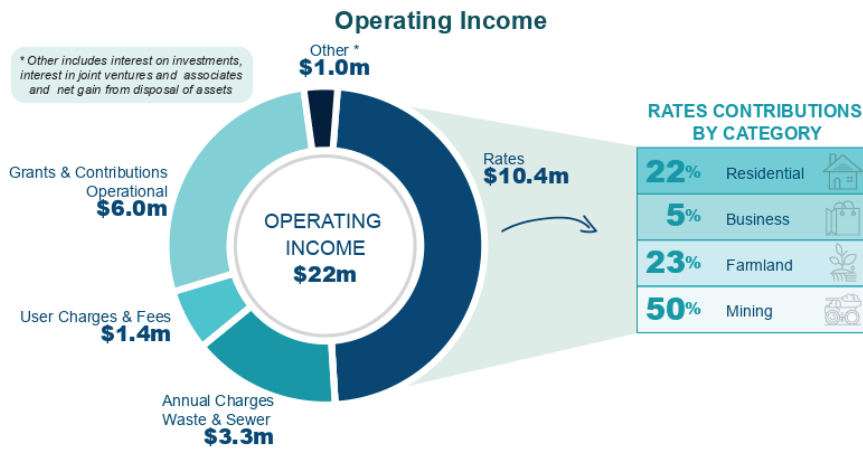 Operating Income
* Other includes interest on investments,
interest in joint ventures and associates
and net gain from disposal of assets
Other *
$1.0m
Grants & Contributions
Operational
$6.0m
User Charges & Fees
$1.4m
Annual Charges
Waste & Sewer
$3.3m
OPERATING
INCOME
$22m
Rates
$10.4m
RATES CONTRIBUTIONS
BY CATEGORY
22% Residential
5% Business
23% Farmland
50% Mining